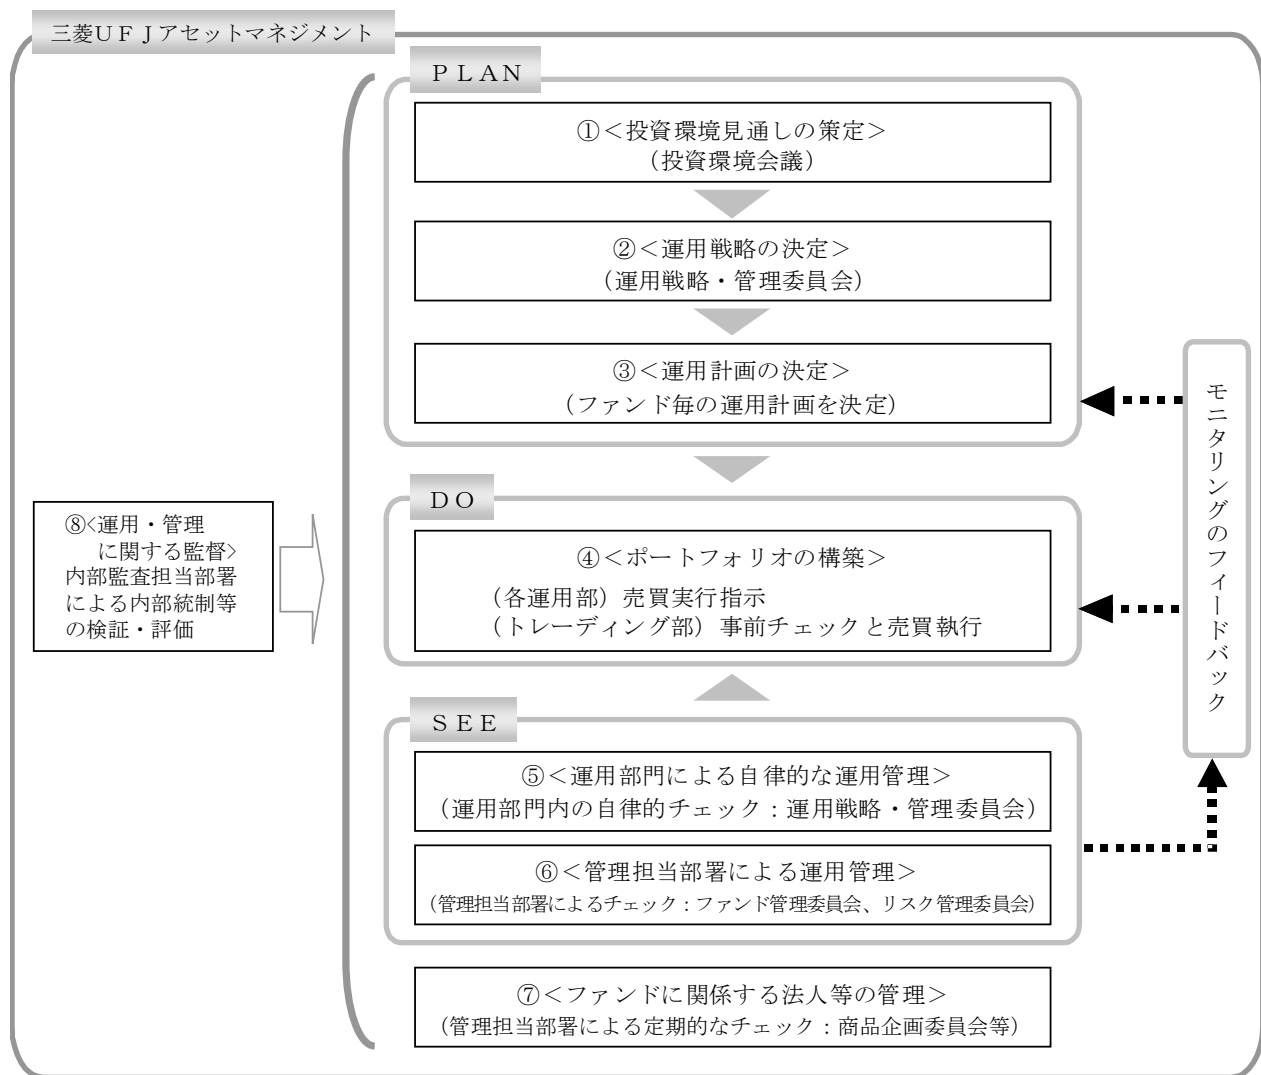 三菱ＵＦＪアセットマネジメント
ＰＬＡＮ
①＜投資環境見通しの策定＞
（投資環境会議）
②＜運用戦略の決定＞
（運用戦略・管理委員会）
③＜運用計画の決定＞
（ファンド毎の運用計画を決定）
ＤＯ
④＜ポートフォリオの構築＞
（各運用部）売買実行指示
（トレーディング部）事前チェックと売買執行
ＳＥＥ
⑤＜運用部門による自律的な運用管理＞
（運用部門内の自律的チェック：運用戦略・管理委員会）
⑥＜管理担当部署による運用管理＞
（管理担当部署によるチェック：ファンド管理委員会、リスク管理委員会）
⑦＜ファンドに関係する法人等の管理＞
（管理担当部署による定期的なチェック：商品企画委員会等）
⑧<運用・管理
に関する監督>
内部監査担当部署
による内部統制等
の検証・評価
モニタリングのフィードバック